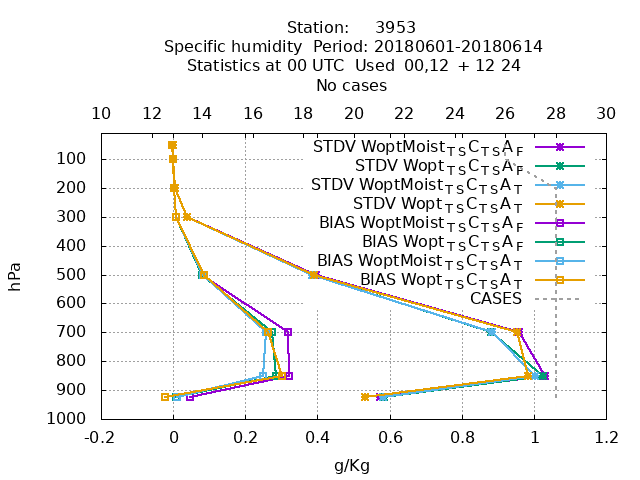 Station: 3953
Specific humidity Period: 20180601-20180614
Statistics at 00 UTC Used 00,12 + 12 24
No cases
10 12 14 16 18 20 22 24 26 28 30
STDV WoptMoist_TS C_TS A_F
STDV Wopt_TS C_TS A_F
STDV WoptMoist_TS C_TS A_T
STDV Wopt_TS C_TS A_T
BIAS WoptMoist_TS C_TS A_F
BIAS Wopt_TS C_TS A_F
BIAS WoptMoist_TS C_TS A_T
BIAS Wopt_TS C_TS A_T
CASES
100
200
300
400
500
600
700
800
900
1000
hPa
-0.2 0 0.2 0.4 0.6 0.8 1 1.2
g/Kg